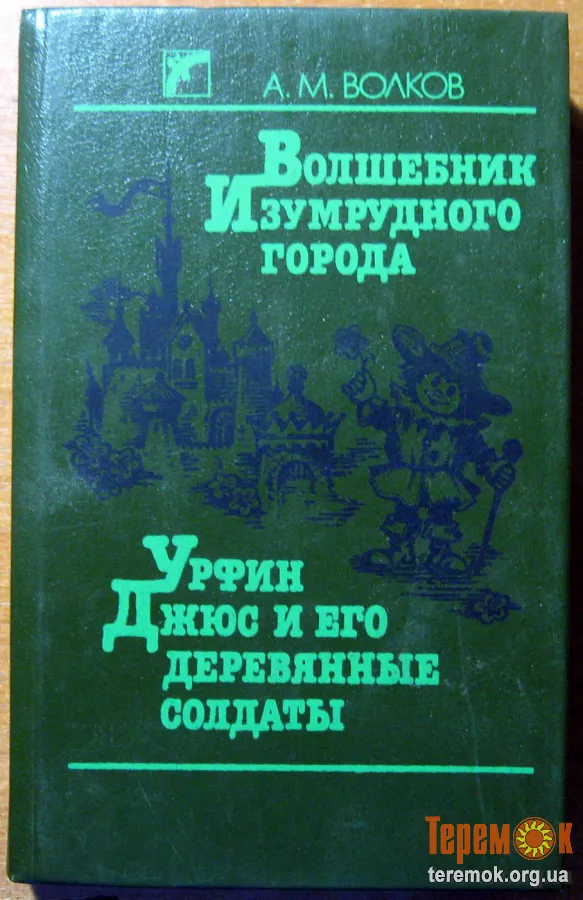 А. М. ВОЛКОВ
ВОЛШЕБНИК
ИЗУМРУДНОГО
ГОРОДА
УРФИН
ДЖЮС И ЕГО
ДЕРЕВЯННЫЕ
СОЛДАТЫ
ТЕРЕМОК
teremok.org.ua